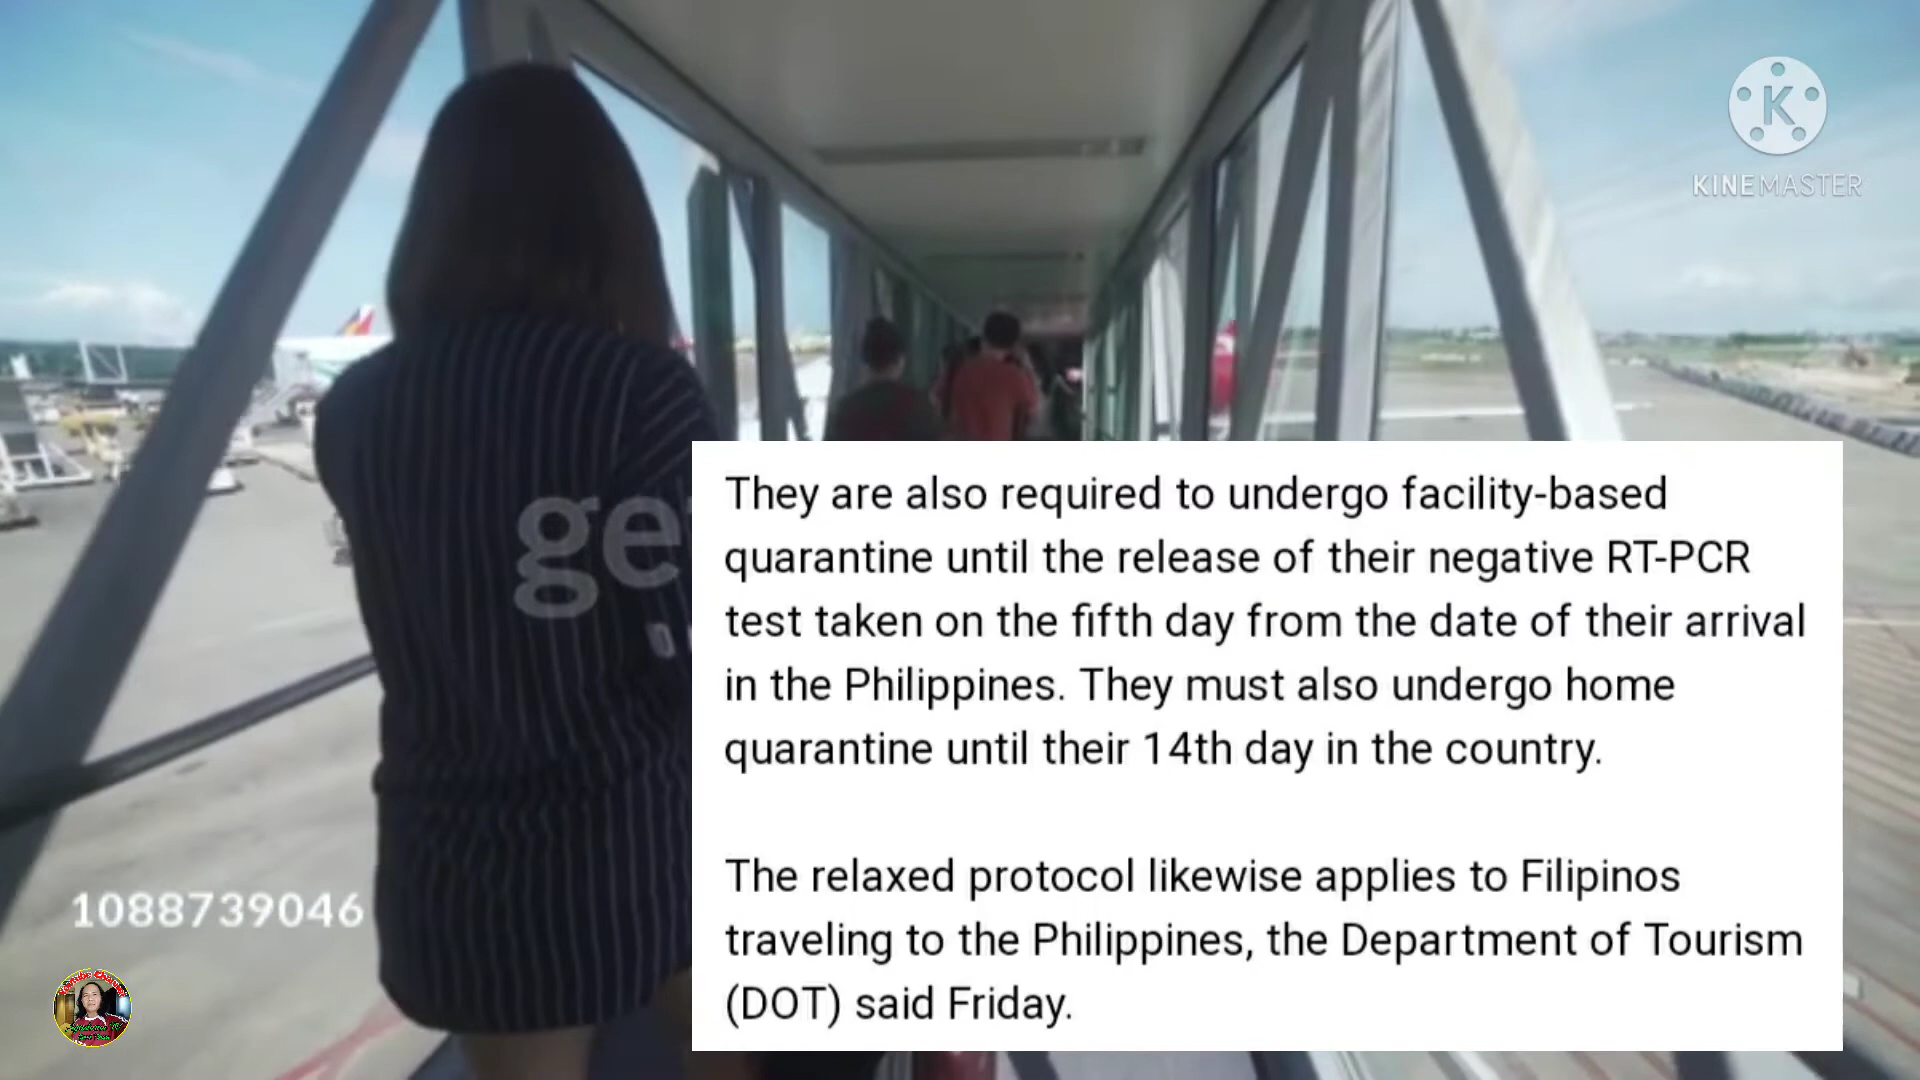 KINEMASTER
They are also required to undergo facility-based
quarantine until the release of their negative RT-PCR
test taken on the fifth day from the date of their arrival
in the Philippines. They must also undergo home
quarantine until their 14th day in the country.
The relaxed protocol likewise applies to Filipinos
traveling to the Philippines, the Department of Tourism
(DOT) said Friday.
ge
1088739046